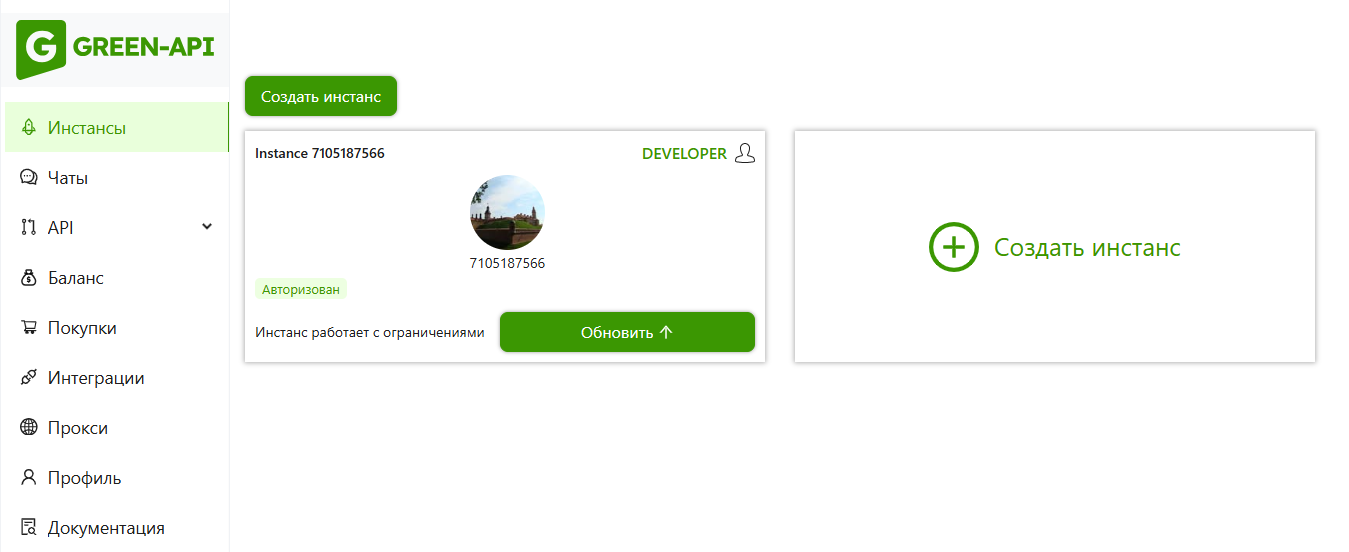 GREEN-API
Инстансы
Чаты
API
Баланс
Покупки
Интеграции
Прокси
Профиль
Документация
Создать инстанс
Instance 7105187566
DEVELOPER
7105187566
Авторизован
Инстанс работает с ограничениями
Обновить ↑
Создать инстанс